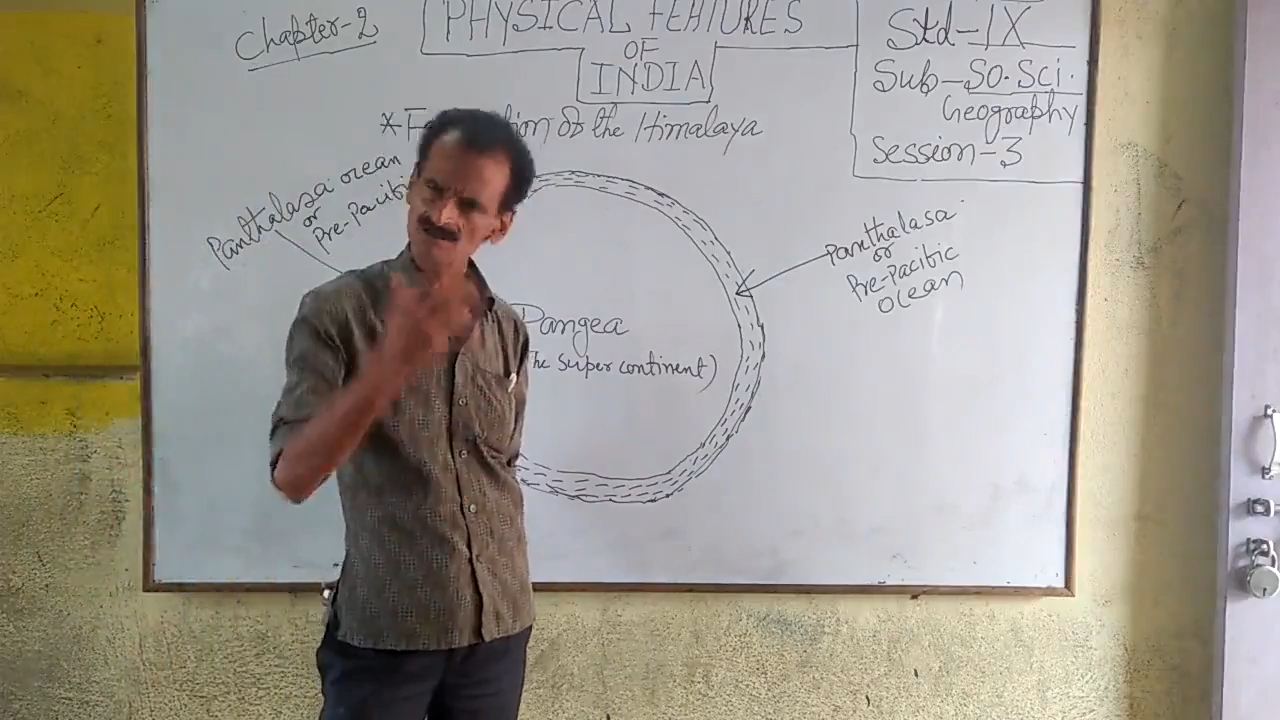 Chapter-2
PHYSICAL FEATURES
OF
INDIA
Std-IX
Sub-So.Sci.
Geography
Session-3
* of the Himalaya
Panthalasa ocean
or
Pre-Pacific
Panthalasa
or
Pre-Pacific
ocean
Pangea
super continent)